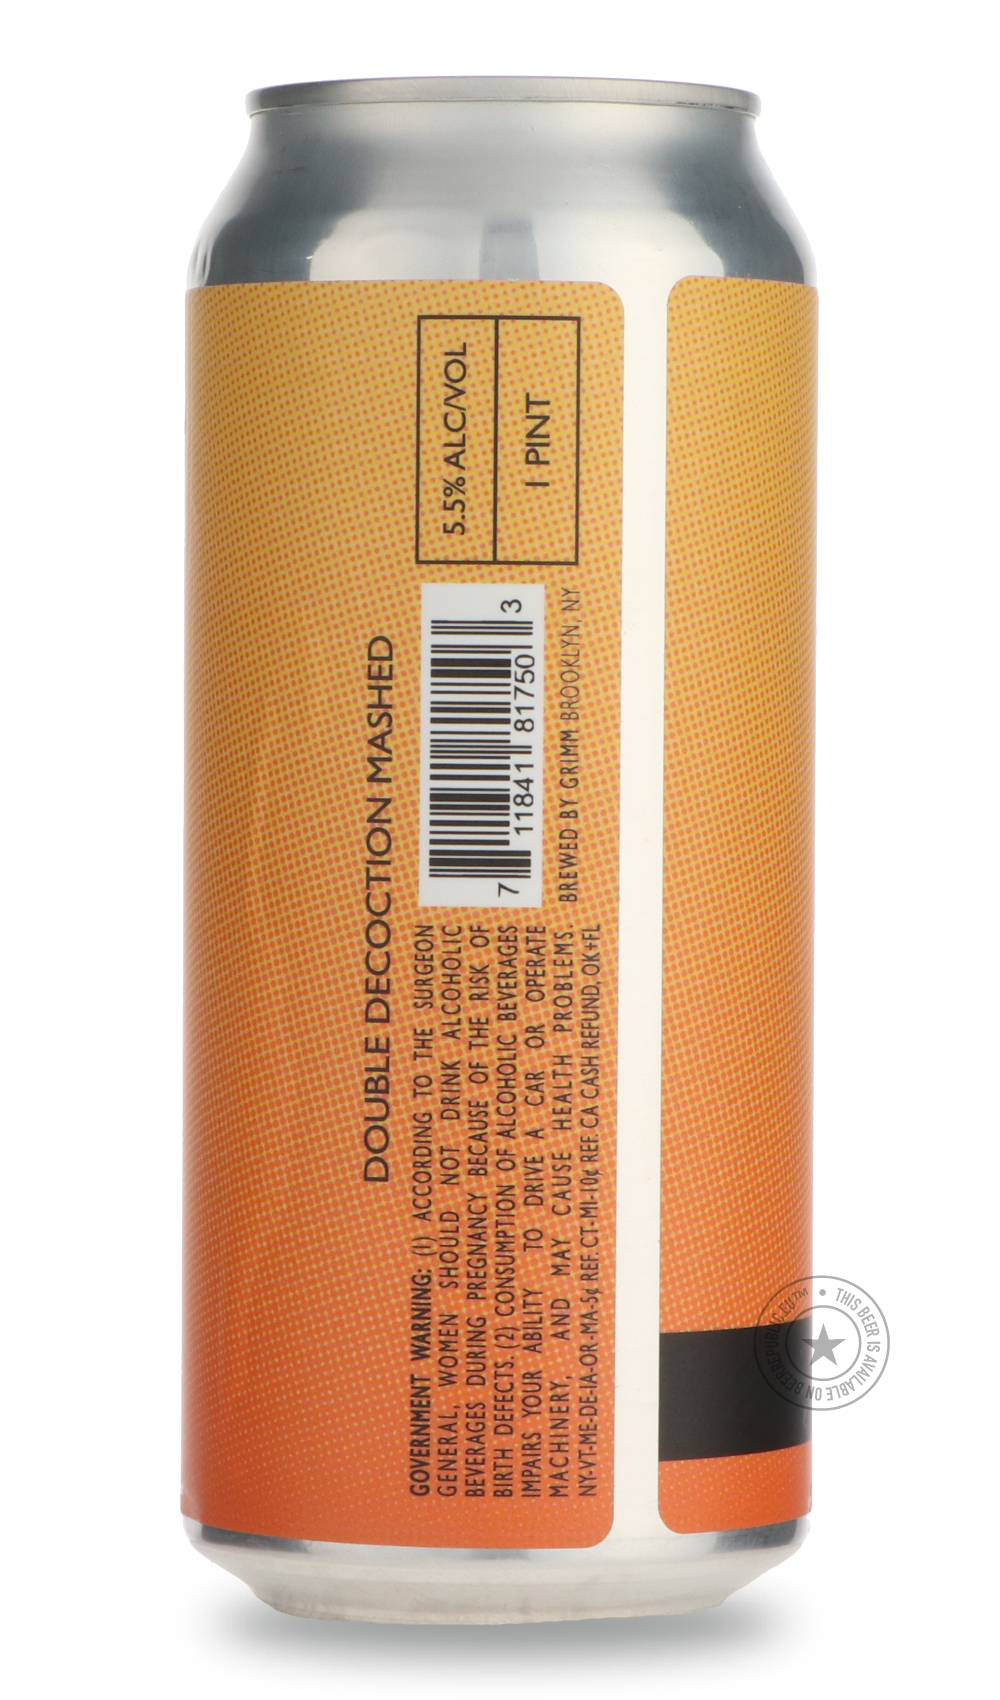 DOUBLE DECOCTION MASHED
GOVERNMENT WARNING: (1) ACCORDING TO THE SURGEON
GENERAL, WOMEN SHOULD NOT DRINK ALCOHOLIC
BEVERAGES DURING PREGNANCY BECAUSE OF THE RISK OF
BIRTH DEFECTS. (2) CONSUMPTION OF ALCOHOLIC BEVERAGES
IMPAIRS YOUR ABILITY TO DRIVE A CAR OR OPERATE
MACHINERY, AND MAY CAUSE HEALTH PROBLEMS.
NY-VT-ME-DE-IA-OR-MA-5¢ REF. CT-MI-10¢ REF. CA CASH REFUND, OK+FL
7 11841 81750 3
BREWED BY GRIMM BROOKLYN, NY
5.5% ALC/VOL
1 PINT
THIS BEER IS AVAILABLE ON BEERREPUBLIC.EU™